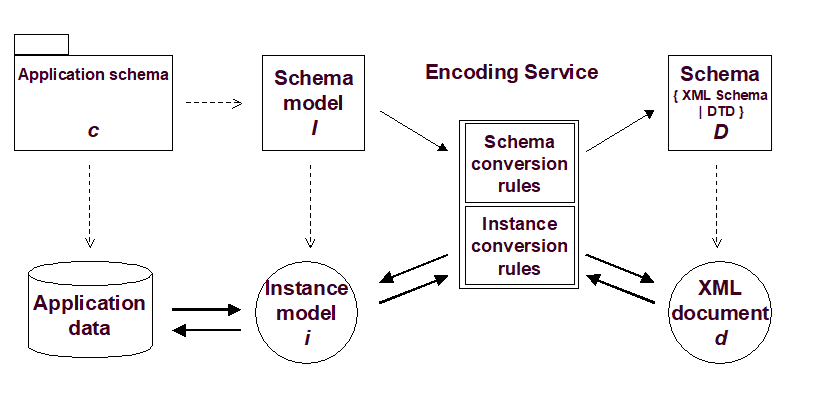 Application schema
c
Schema
model
I
Encoding Service
Schema
{ XML Schema
| DTD }
D
Schema
conversion
rules
Instance
conversion
rules
Application
data
Instance
model
i
XML
document
d